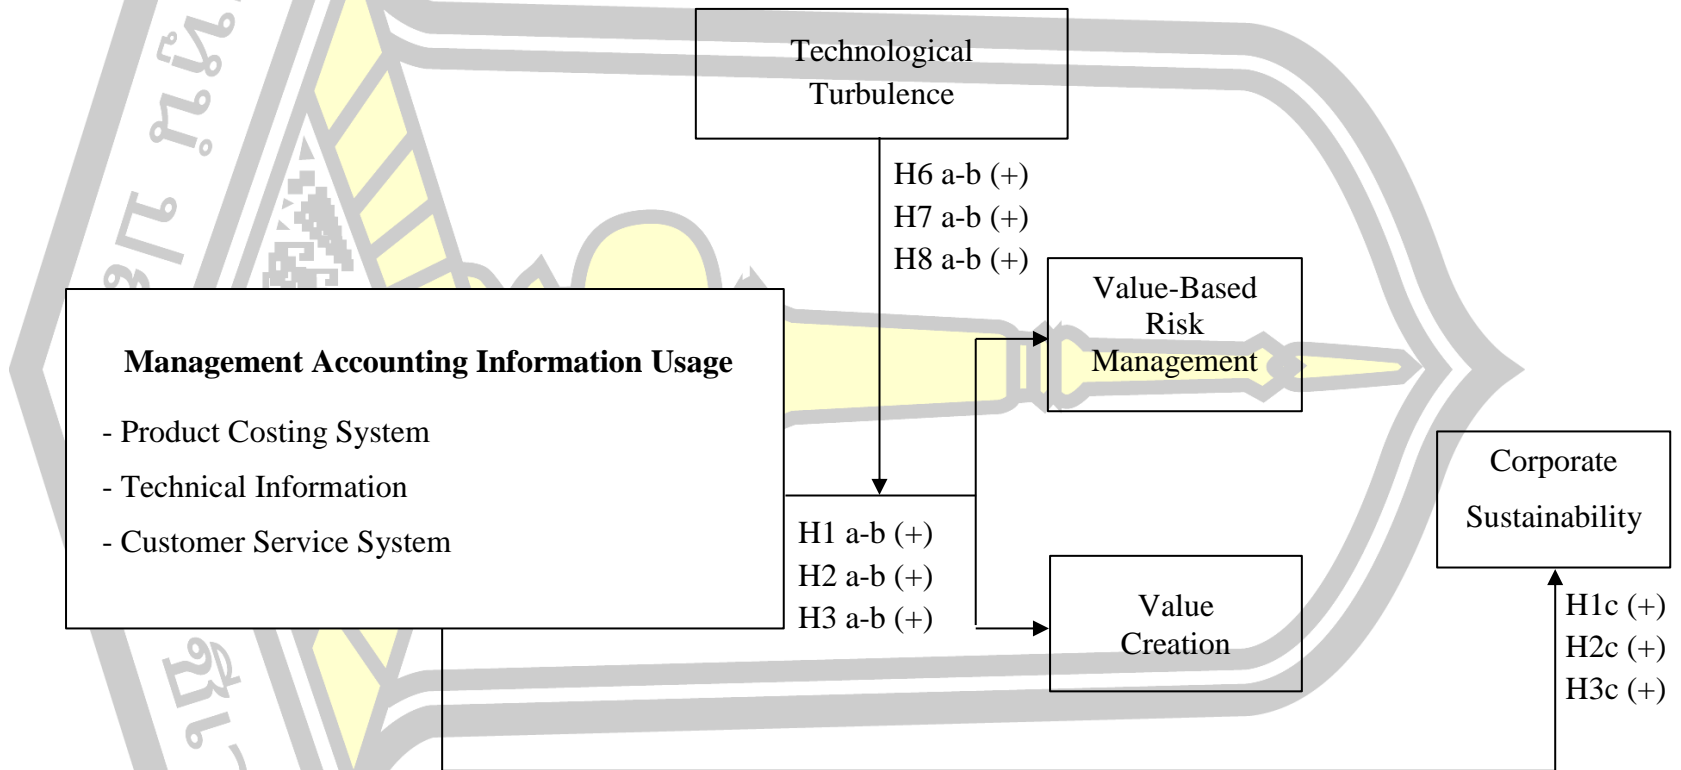 Technological
Turbulence
H6 a-b (+)
H7 a-b (+)
H8 a-b (+)
Value-Based
Risk
Management
Management Accounting Information Usage
- Product Costing System
- Technical Information
- Customer Service System
Corporate
Sustainability
H1 a-b (+)
H2 a-b (+)
H3 a-b (+)
Value
Creation
H1c (+)
H2c (+)
H3c (+)